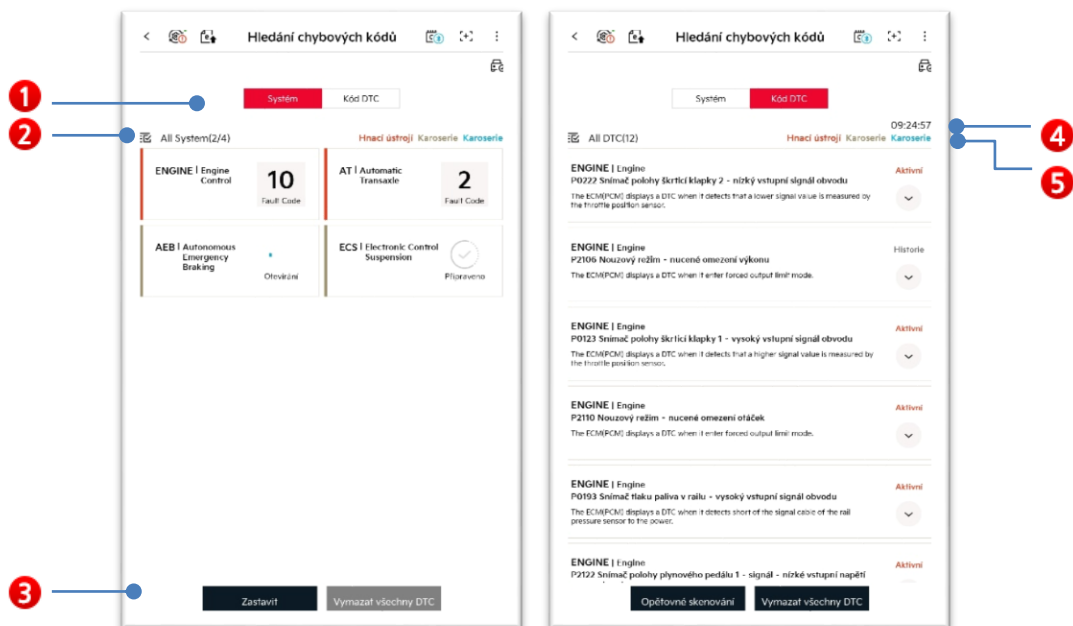 Hledání chybových kódů
Systém Kód DTC
1
2
All System(2/4) Hnací ústrojí Karoserie Karoserie
ENGINE | Engine Control 10 Fault Code
AT | Automatic Transaxle 2 Fault Code
AEB | Autonomous Emergency Braking Otevírání
ECS | Electronic Control Suspension Připraveno
3
Zastavit Vymazat všechny DTC
Hledání chybových kódů
Systém Kód DTC
09:24:57
4
All DTC(12) Hnací ústrojí Karoserie Karoserie
5
ENGINE | Engine Aktivní
P0222 Snímač polohy škrticí klapky 2 - nízký vstupní signál obvodu
The ECM(PCM) displays a DTC when it detects that a lower signal value is measured by
the throttle position sensor.
ENGINE | Engine Historie
P2106 Nouzový režim - nucené omezení výkonu
The ECM(PCM) displays a DTC when it enter forced output limit mode.
ENGINE | Engine Aktivní
P0123 Snímač polohy škrticí klapky 1 - vysoký vstupní signál obvodu
The ECM(PCM) displays a DTC when it detects that a higher signal value is measured by
the throttle position sensor.
ENGINE | Engine Aktivní
P2110 Nouzový režim - nucené omezení otáček
The ECM(PCM) displays a DTC when it enter forced output limit mode.
ENGINE | Engine Aktivní
P0193 Snímač tlaku paliva v railu - vysoký vstupní signál obvodu
The ECM(PCM) displays a DTC when it detects short of the signal cable of the rail
pressure sensor to the power.
ENGINE | Engine Aktivní
P2122 Snímač polohy plynového pedálu 1 - signál - nízké vstupní napětí
Opětovné skenování Vymazat všechny DTC